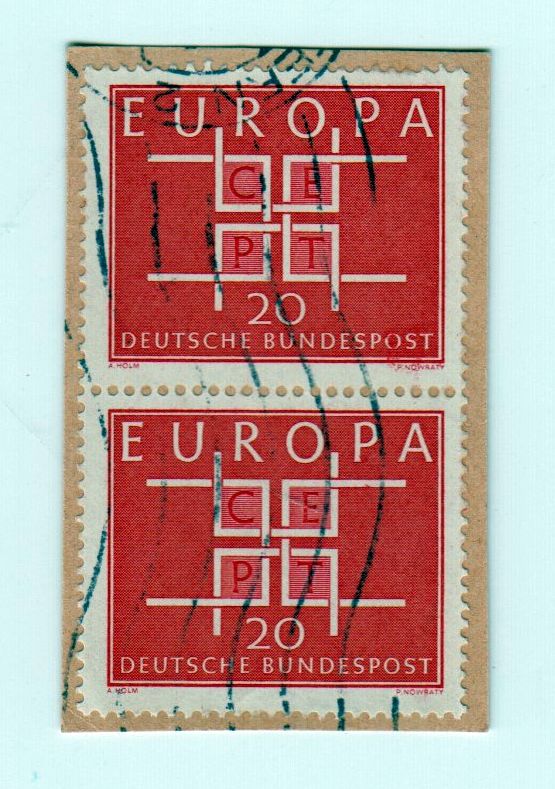 EUROPA
C E
P T
20
DEUTSCHE BUNDESPOST
A.HOLM P.NOWRATY
EUROPA
C E
P T
20
DEUTSCHE BUNDESPOST
A.HOLM P.NOWRATY